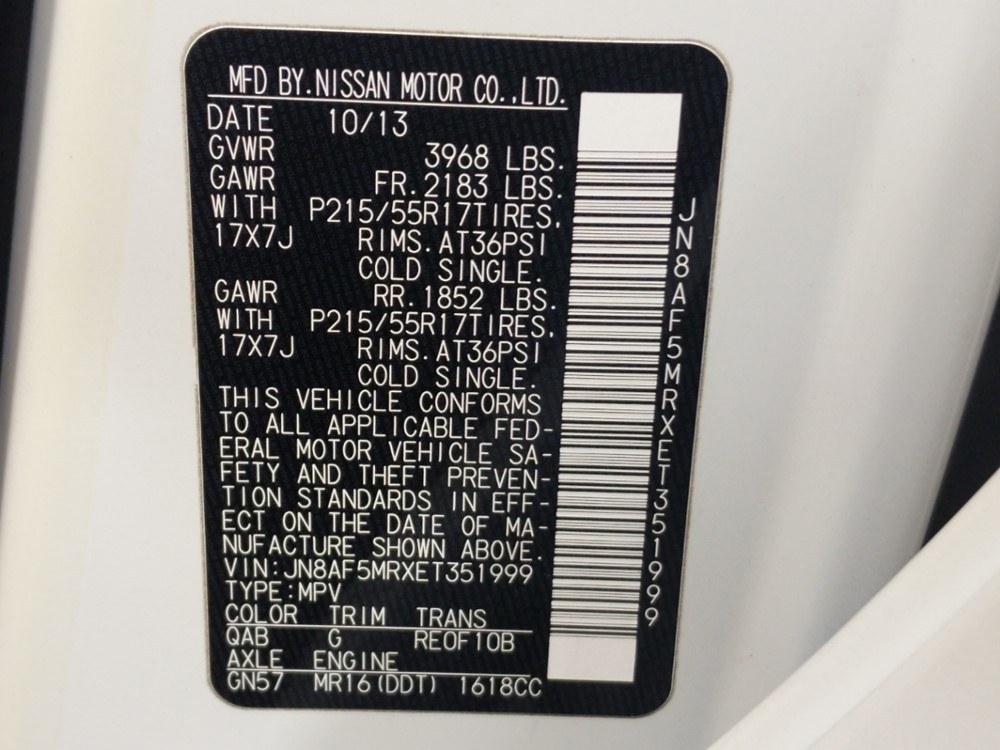 MFD BY.NISSAN MOTOR CO.,LTD.
DATE 10/13
GVWR 3968 LBS.
GAWR FR.2183 LBS.
WITH P215/55R17TIRES,
17X7J RIMS.AT36PSI
COLD SINGLE.
GAWR RR.1852 LBS.
WITH P215/55R17TIRES,
17X7J RIMS.AT36PSI
COLD SINGLE.
THIS VEHICLE CONFORMS
TO ALL APPLICABLE FED-
ERAL MOTOR VEHICLE SA-
FETY AND THEFT PREVEN-
TION STANDARDS IN EFF-
ECT ON THE DATE OF MA-
NUFACTURE SHOWN ABOVE.
VIN:JN8AF5MRXET351999
TYPE:MPV
COLOR TRIM TRANS
QAB G RE0F10B
AXLE ENGINE
GN57 MR16(DDT) 1618CC
JN8AF5MRXET351999